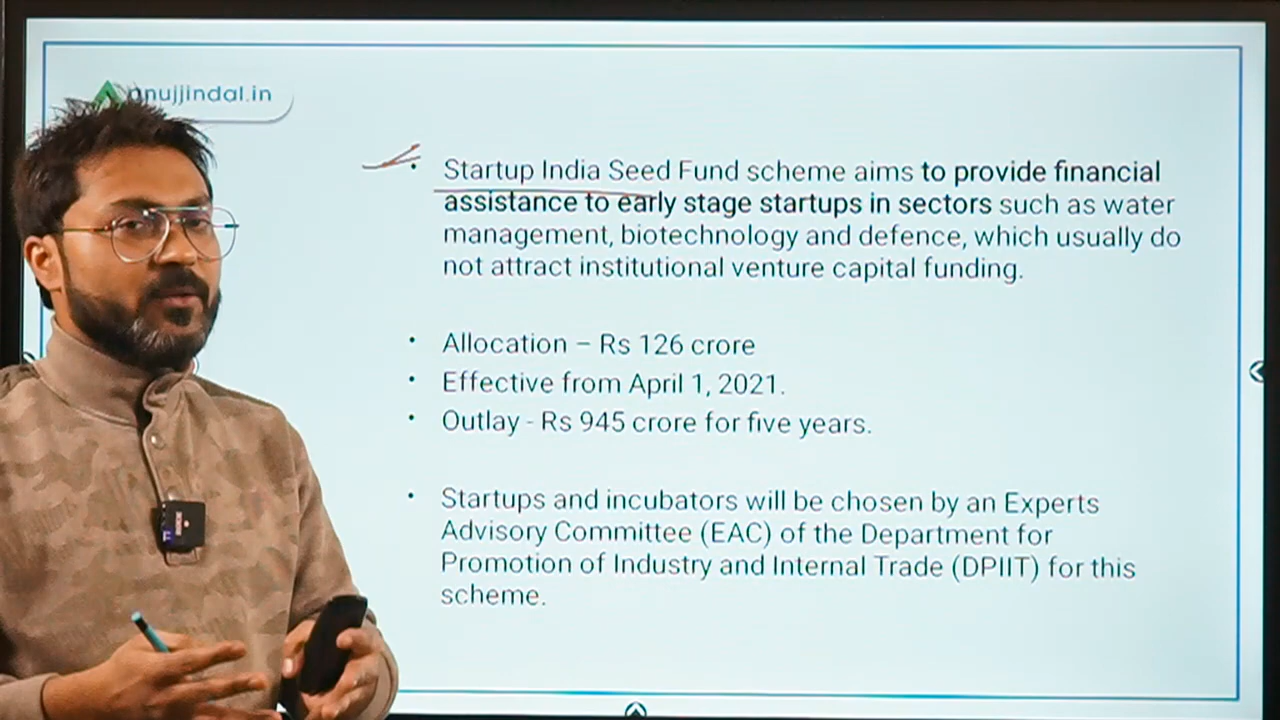 anujjindal.in
• Startup India Seed Fund scheme aims to provide financial
assistance to early stage startups in sectors such as water
management, biotechnology and defence, which usually do
not attract institutional venture capital funding.
• Allocation – Rs 126 crore
• Effective from April 1, 2021.
• Outlay - Rs 945 crore for five years.
• Startups and incubators will be chosen by an Experts
Advisory Committee (EAC) of the Department for
Promotion of Industry and Internal Trade (DPIIT) for this
scheme.